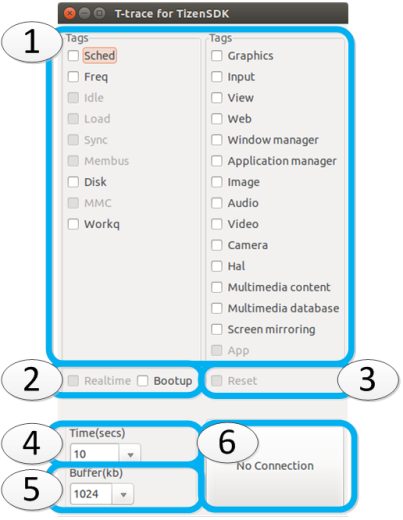 T-trace for TizenSDK
1
Tags
Sched
Freq
Idle
Load
Sync
Membus
Disk
MMC
Workq
Tags
Graphics
Input
View
Web
Window manager
Application manager
Image
Audio
Video
Camera
Hal
Multimedia content
Multimedia database
Screen mirroring
App
2
Realtime Bootup
Reset
3
4
Time(secs)
10
5
Buffer(kb)
1024
6
No Connection